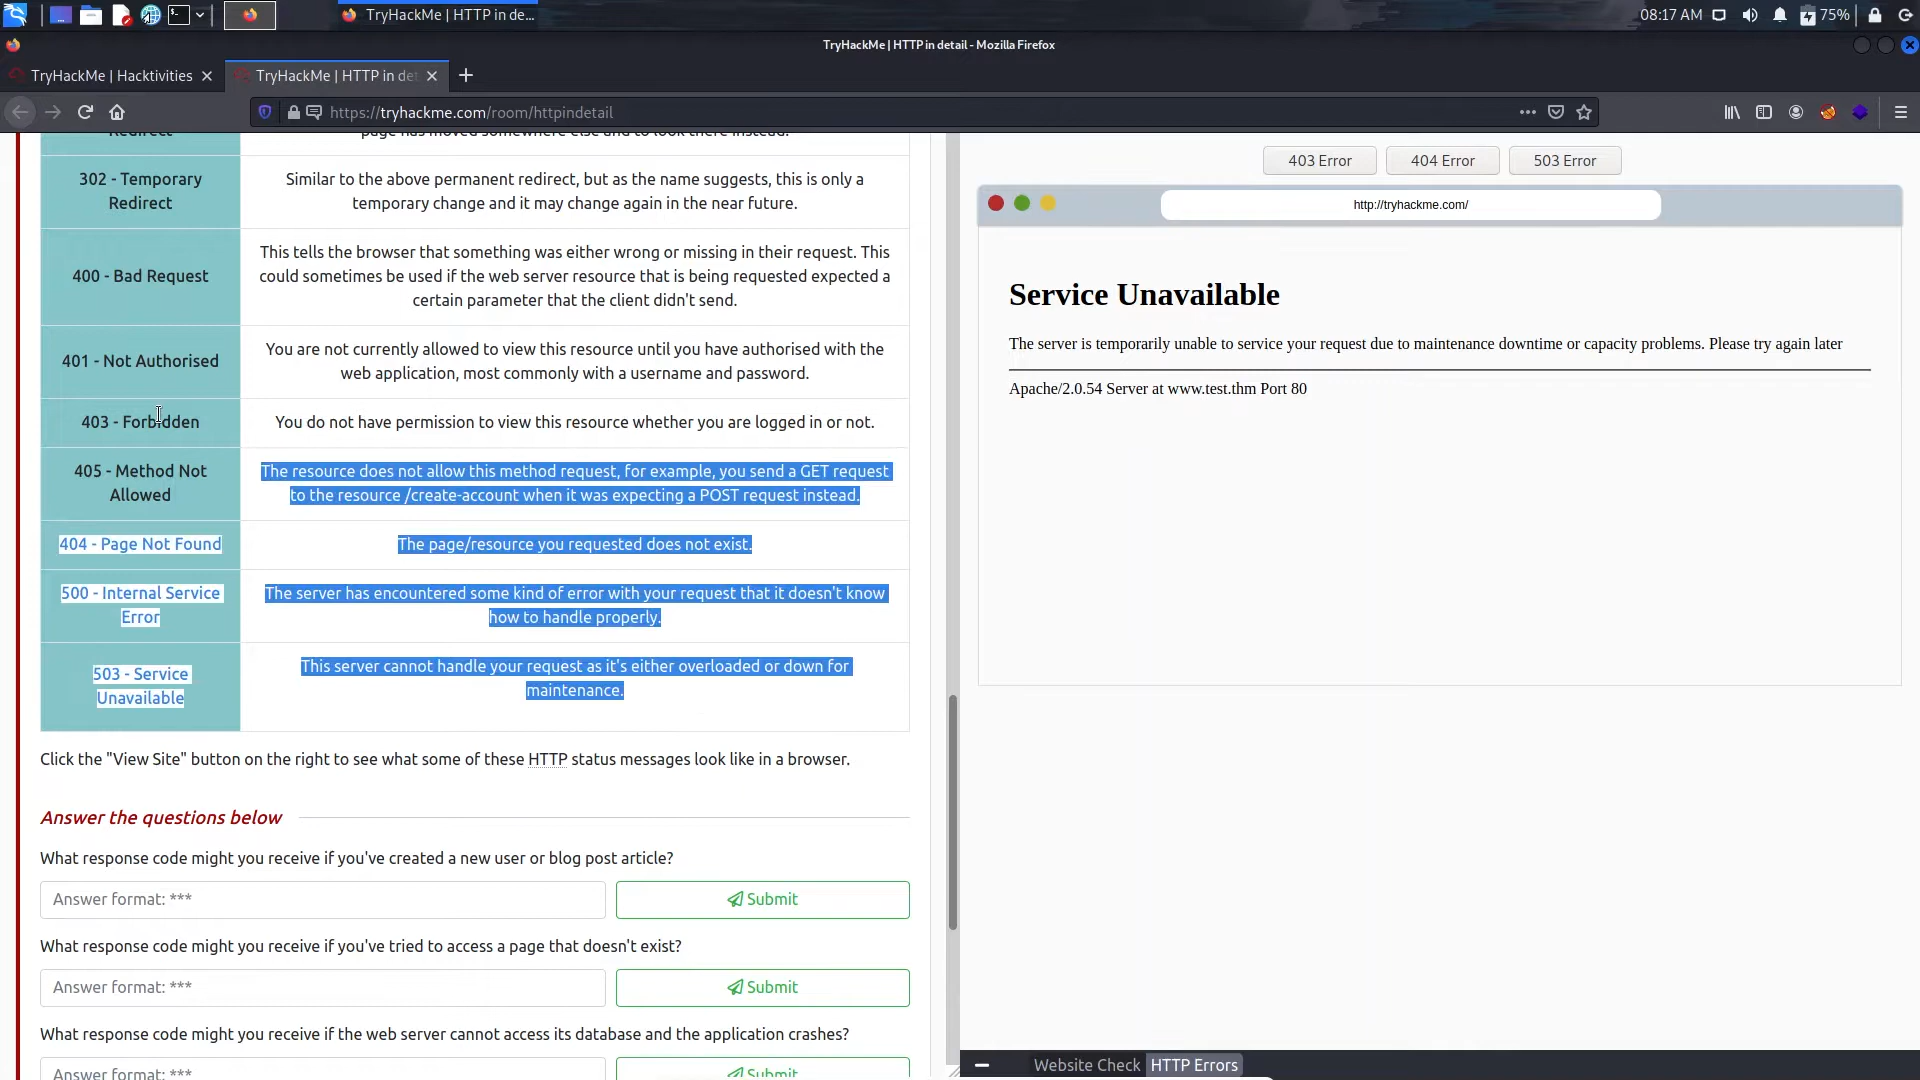 TryHackMe | HTTP in de...
08:17 AM
75%
TryHackMe | HTTP in detail - Mozilla Firefox
TryHackMe | Hacktivities
TryHackMe | HTTP in det
https://tryhackme.com/room/httpindetail
Redirect
page has moved somewhere else and to look there instead.
302 - Temporary
Redirect
Similar to the above permanent redirect, but as the name suggests, this is only a
temporary change and it may change again in the near future.
400 - Bad Request
This tells the browser that something was either wrong or missing in their request. This
could sometimes be used if the web server resource that is being requested expected a
certain parameter that the client didn't send.
401 - Not Authorised
You are not currently allowed to view this resource until you have authorised with the
web application, most commonly with a username and password.
403 - Forbidden
You do not have permission to view this resource whether you are logged in or not.
405 - Method Not
Allowed
The resource does not allow this method request, for example, you send a GET request
to the resource /create-account when it was expecting a POST request instead.
404 - Page Not Found
The page/resource you requested does not exist.
500 - Internal Service
Error
The server has encountered some kind of error with your request that it doesn't know
how to handle properly.
503 - Service
Unavailable
This server cannot handle your request as it's either overloaded or down for
maintenance.
Click the "View Site" button on the right to see what some of these HTTP status messages look like in a browser.
Answer the questions below
What response code might you receive if you've created a new user or blog post article?
Answer format: ***
Submit
What response code might you receive if you've tried to access a page that doesn't exist?
Answer format: ***
Submit
What response code might you receive if the web server cannot access its database and the application crashes?
Answer format: ***
Submit
403 Error
404 Error
503 Error
http://tryhackme.com/
Service Unavailable
The server is temporarily unable to service your request due to maintenance downtime or capacity problems. Please try again later
Apache/2.0.54 Server at www.test.thm Port 80
Website Check
HTTP Errors